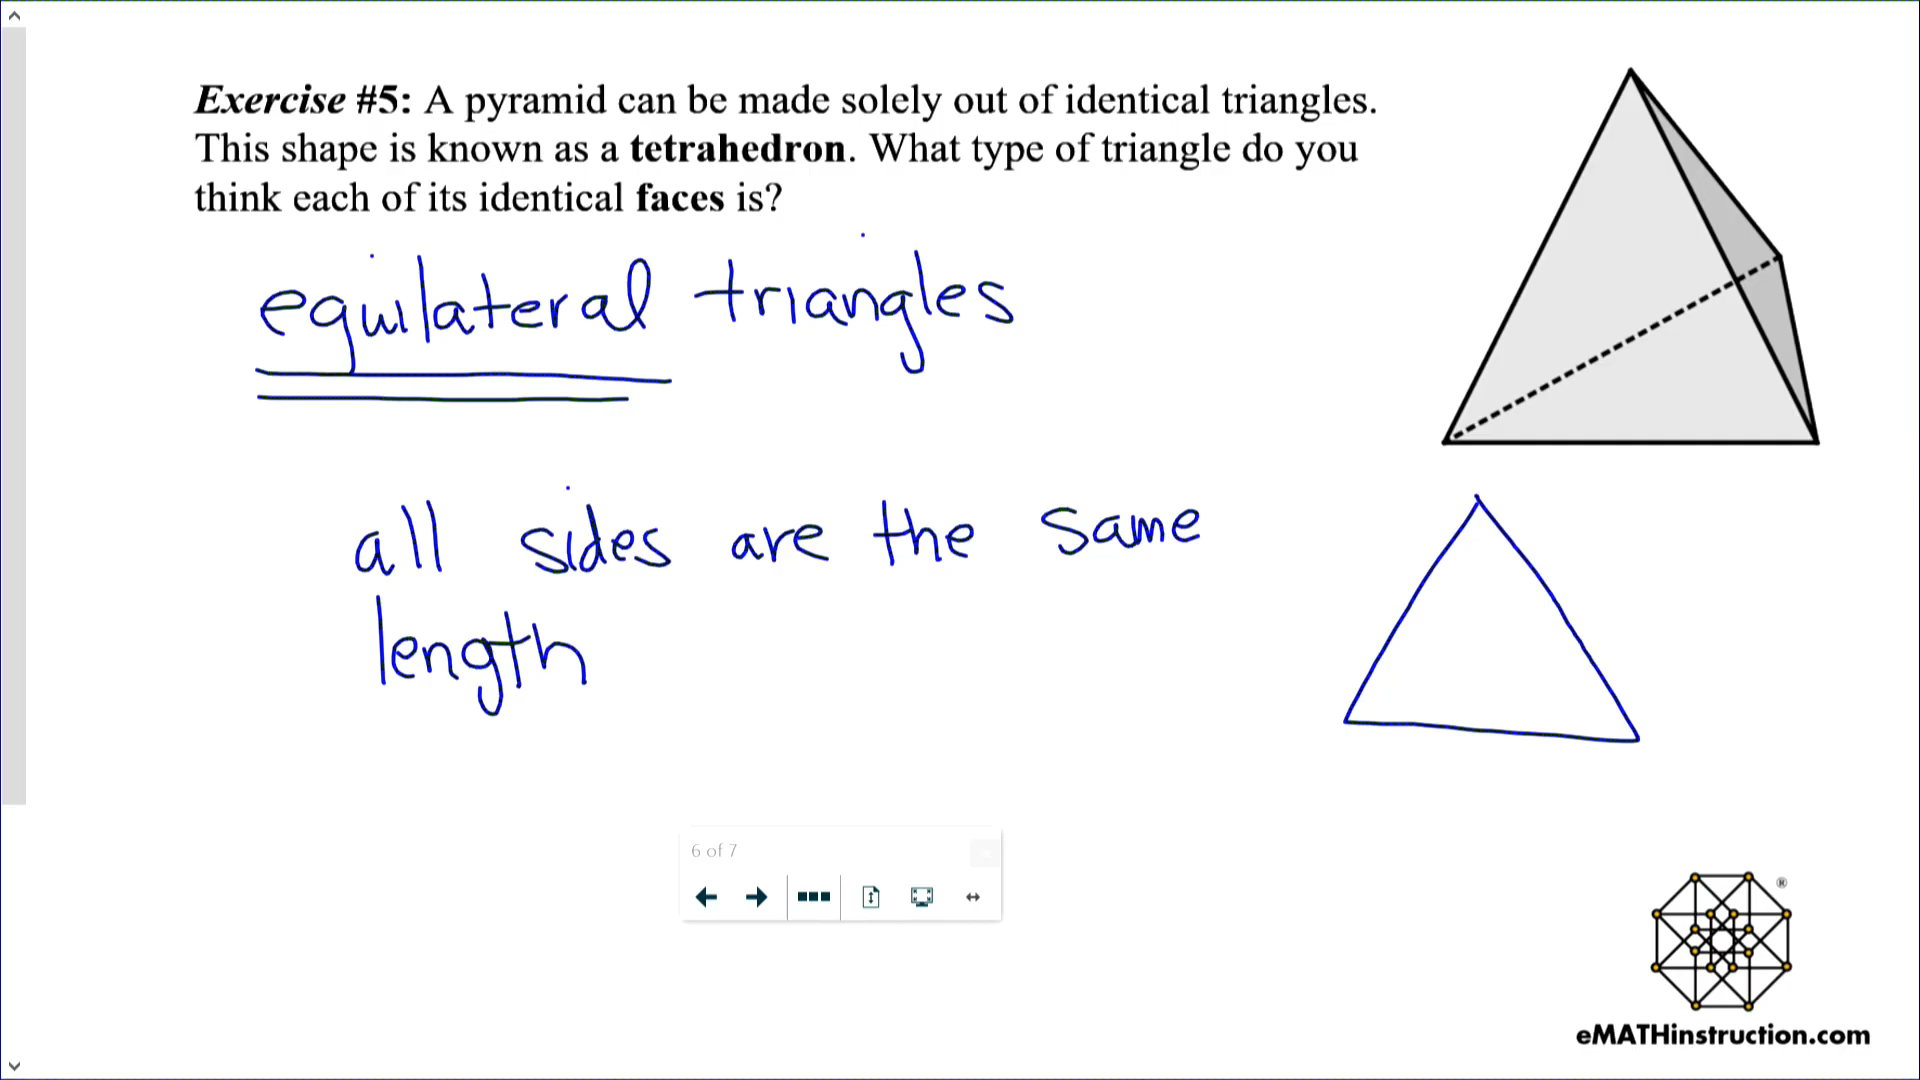 Exercise #5: A pyramid can be made solely out of identical triangles.
This shape is known as a tetrahedron. What type of triangle do you
think each of its identical faces is?
equilateral triangles
all sides are the same
length
6 of 7
®
eMATHinstruction.com